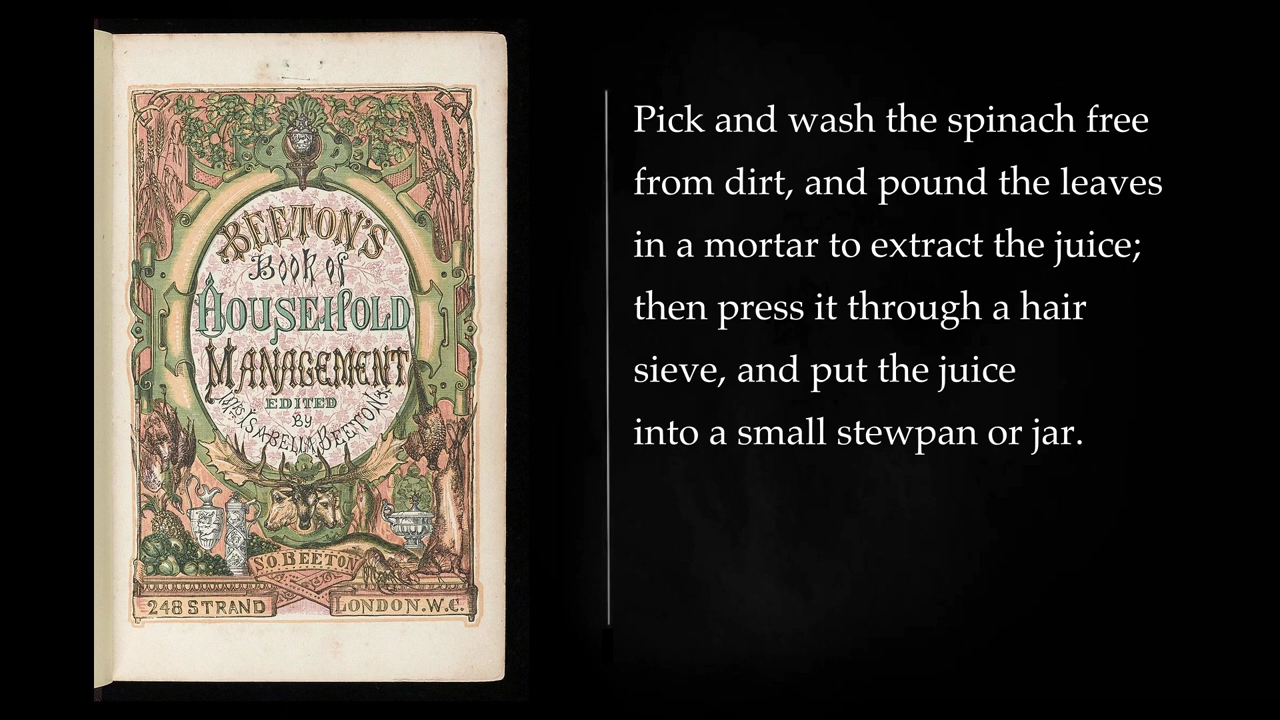 BEETON'S
Book of
HOUSEHOLD
MANAGEMENT
EDITED
BY
MRS ISABELLA BEETON
S.O. BEETON
248 STRAND
LONDON.W.C.
Pick and wash the spinach free
from dirt, and pound the leaves
in a mortar to extract the juice;
then press it through a hair
sieve, and put the juice
into a small stewpan or jar.